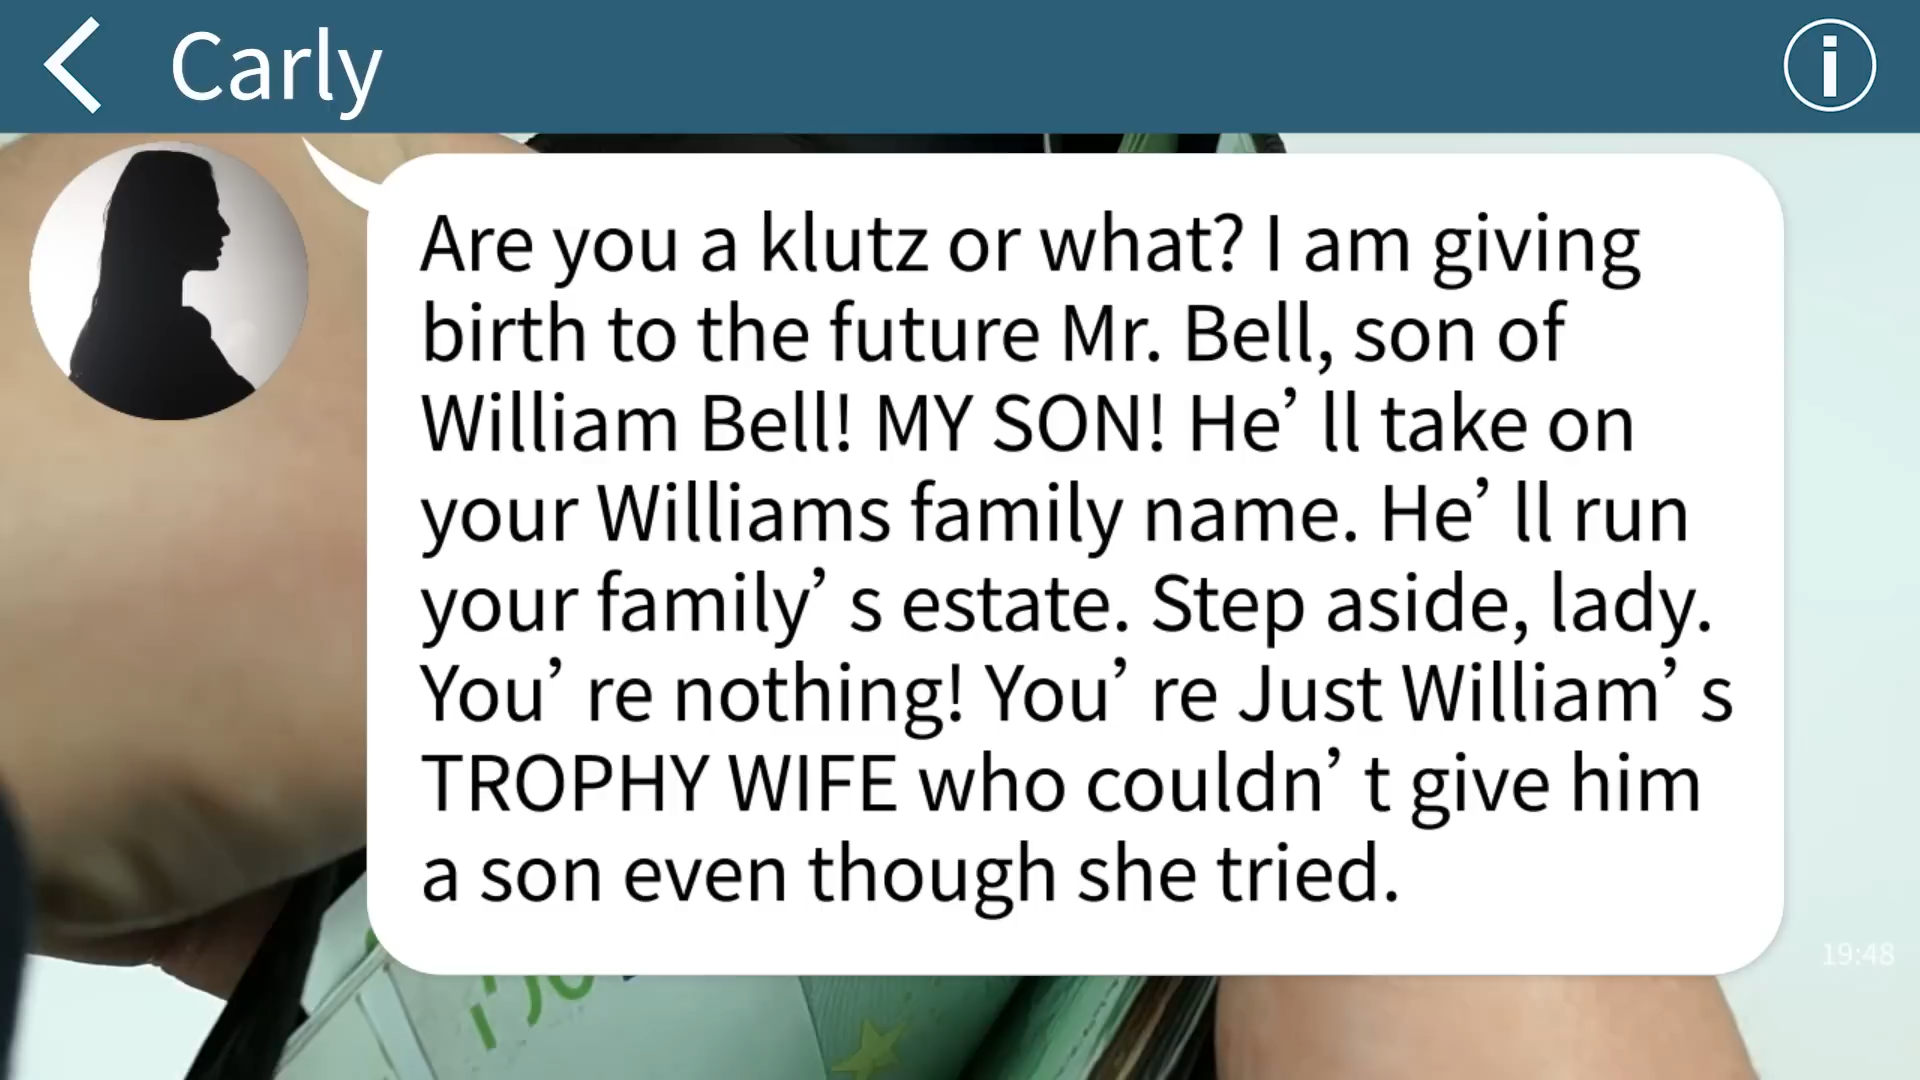 Carly
Are you a klutz or what? I am giving
birth to the future Mr. Bell, son of
William Bell! MY SON! He’ll take on
your Williams family name. He’ll run
your family’s estate. Step aside, lady.
You’re nothing! You’re Just William’s
TROPHY WIFE who couldn’t give him
a son even though she tried.
19:48